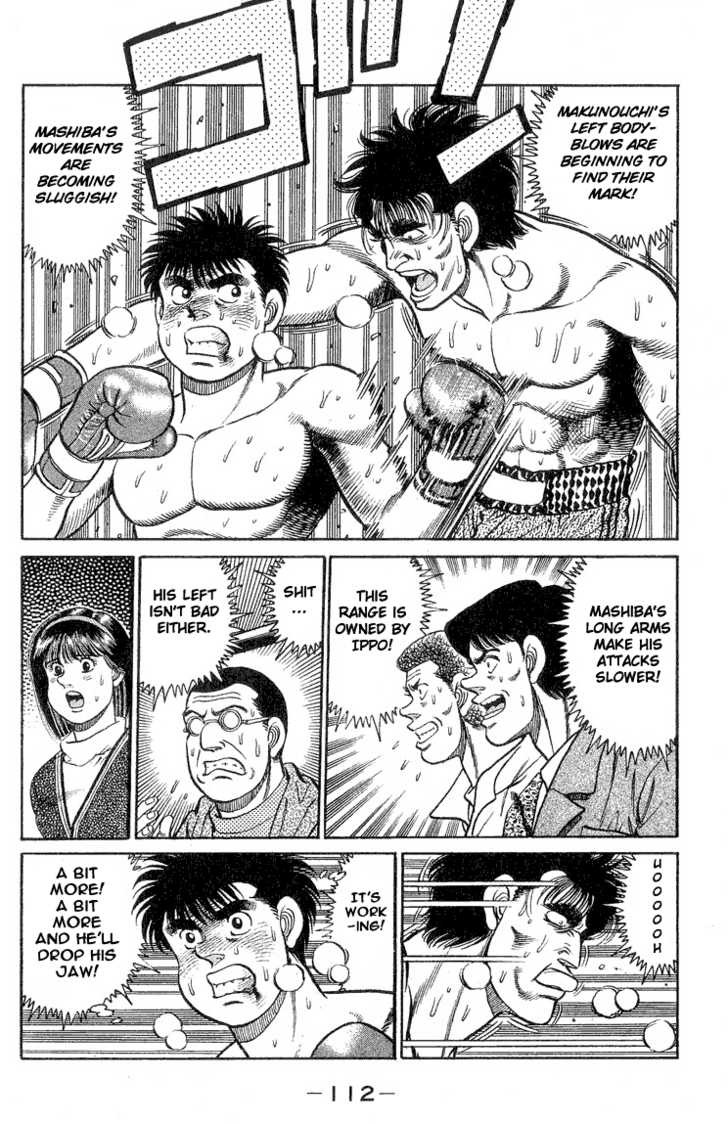 ゴッ
MAKUNOUCHI'S
LEFT BODY-
BLOWS ARE
BEGINNING TO
FIND THEIR
MARK!
MASHIBA'S
MOVEMENTS
ARE
BECOMING
SLUGGISH!
MASHIBA'S
LONG ARMS
MAKE HIS
ATTACKS
SLOWER!
THIS
RANGE IS
OWNED BY
IPPO!
SHIT
...
HIS LEFT
ISN'T BAD
EITHER.
UOOOOOH
IT'S
WORK
-ING!
A BIT
MORE!
A BIT
MORE
AND HE'LL
DROP HIS
JAW!
-112-